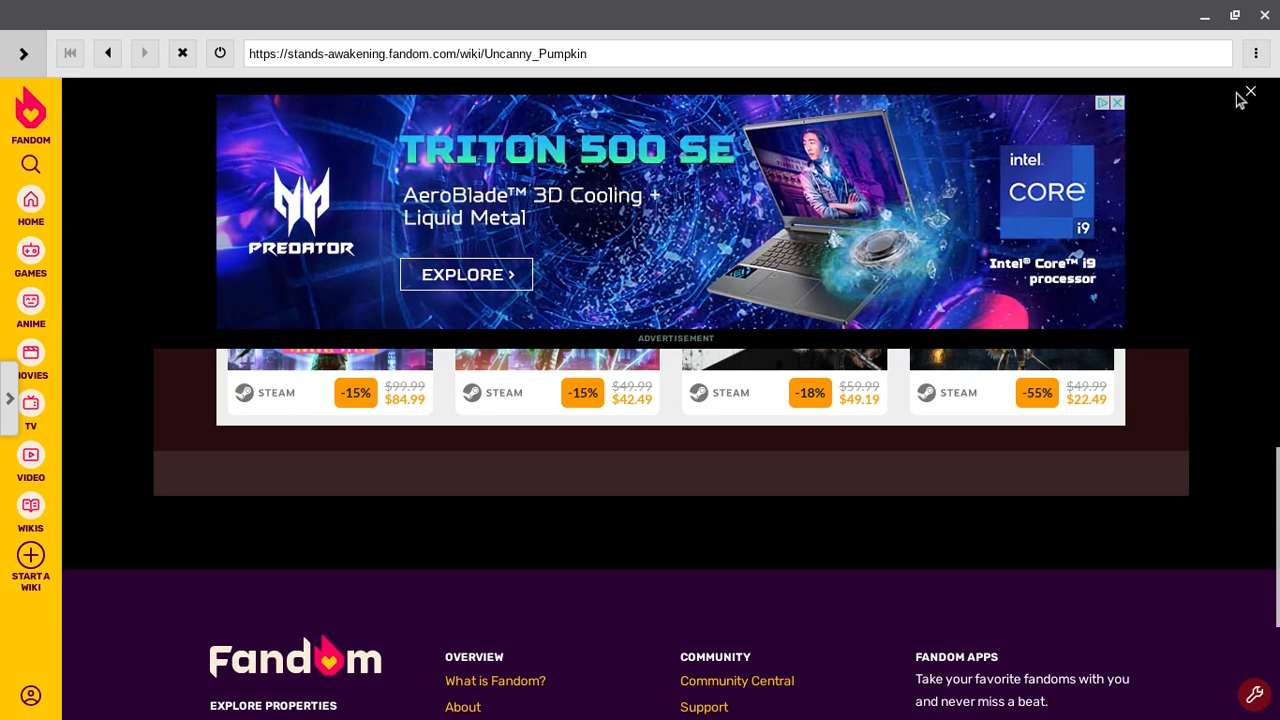 https://stands-awakening.fandom.com/wiki/Uncanny_Pumpkin
FANDOM
HOME
GAMES
ANIME
MOVIES
TV
VIDEO
WIKIS
START A
WIKI
TRITON 500 SE
AeroBlade™ 3D Cooling +
Liquid Metal
PREDATOR
EXPLORE >
intel
CORE
i9
Intel® Core™ i9
processor
ADVERTISEMENT
STEAM -15% $99.99 $84.99
STEAM -15% $49.99 $42.49
STEAM -18% $59.99 $49.19
STEAM -55% $49.99 $22.49
Fandom
EXPLORE PROPERTIES
OVERVIEW
What is Fandom?
About
COMMUNITY
Community Central
Support
FANDOM APPS
Take your favorite fandoms with you
and never miss a beat.